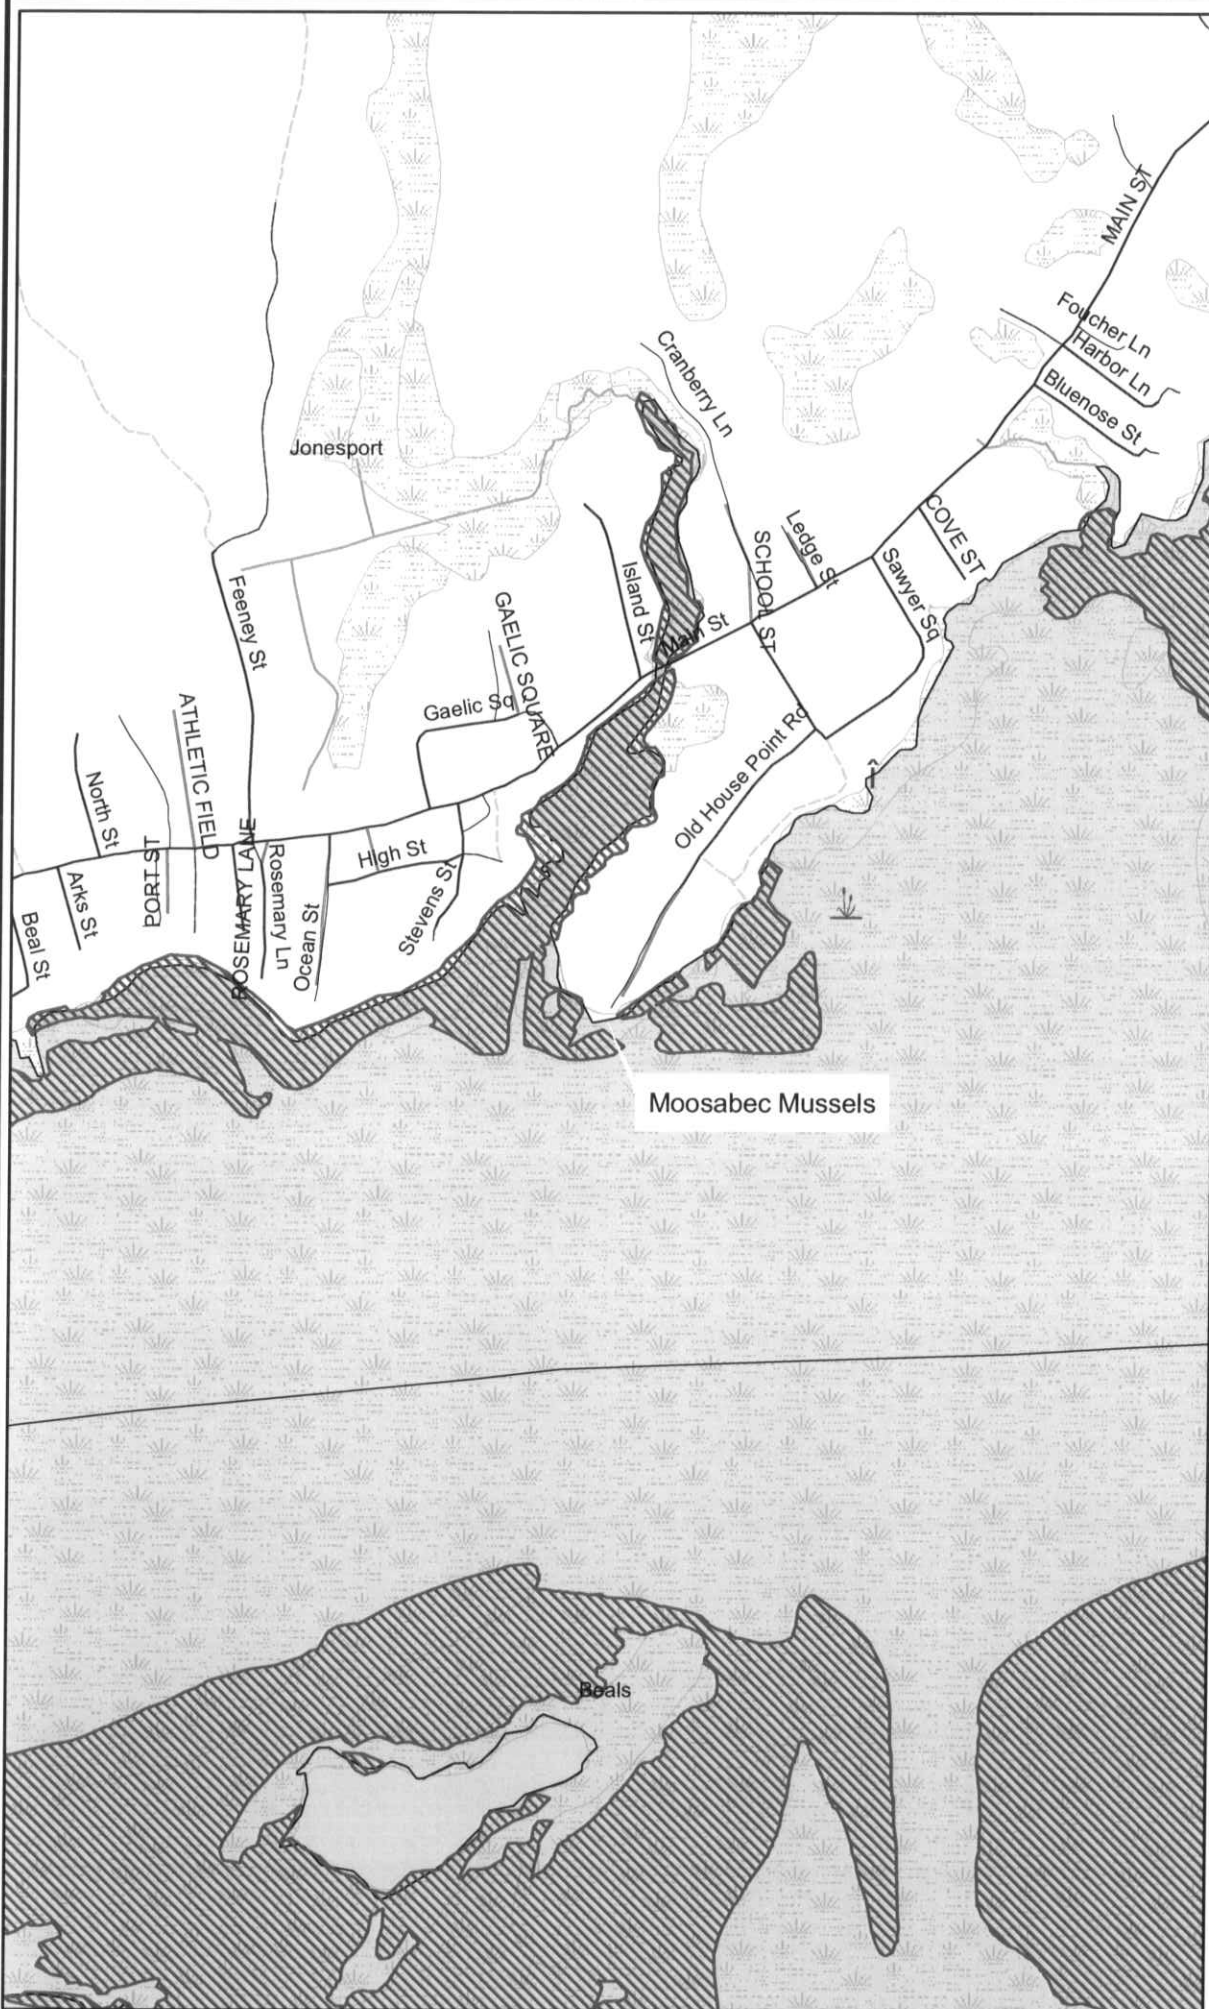 MAIN ST
Foucher Ln
Harbor Ln
Bluenose St
Cranberry Ln
Jonesport
COVE ST
Ledge St
SCHOOL ST
Sawyer Sq
Island St
Main St
Feeney St
GAELIC SQUARE
Gaelic Sq
Old House Point Rd
ATHLETIC FIELD
North St
PORT ST
ROSEMARY LANE
Rosemary Ln
High St
Arks St
Stevens St
Ocean St
Beal St
Moosabec Mussels
Beals